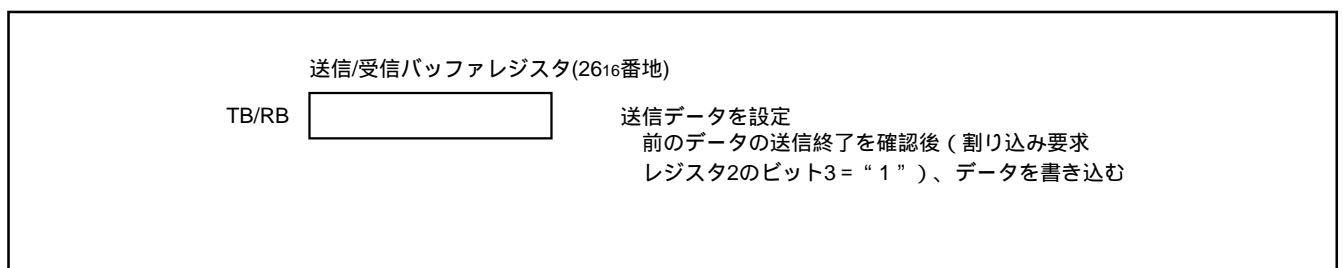 送信/受信バッファレジスタ(2616番地)
TB/RB
送信データを設定
前のデータの送信終了を確認後（割り込み要求
レジスタ2のビット3 = “ 1 ” ）、データを書き込む